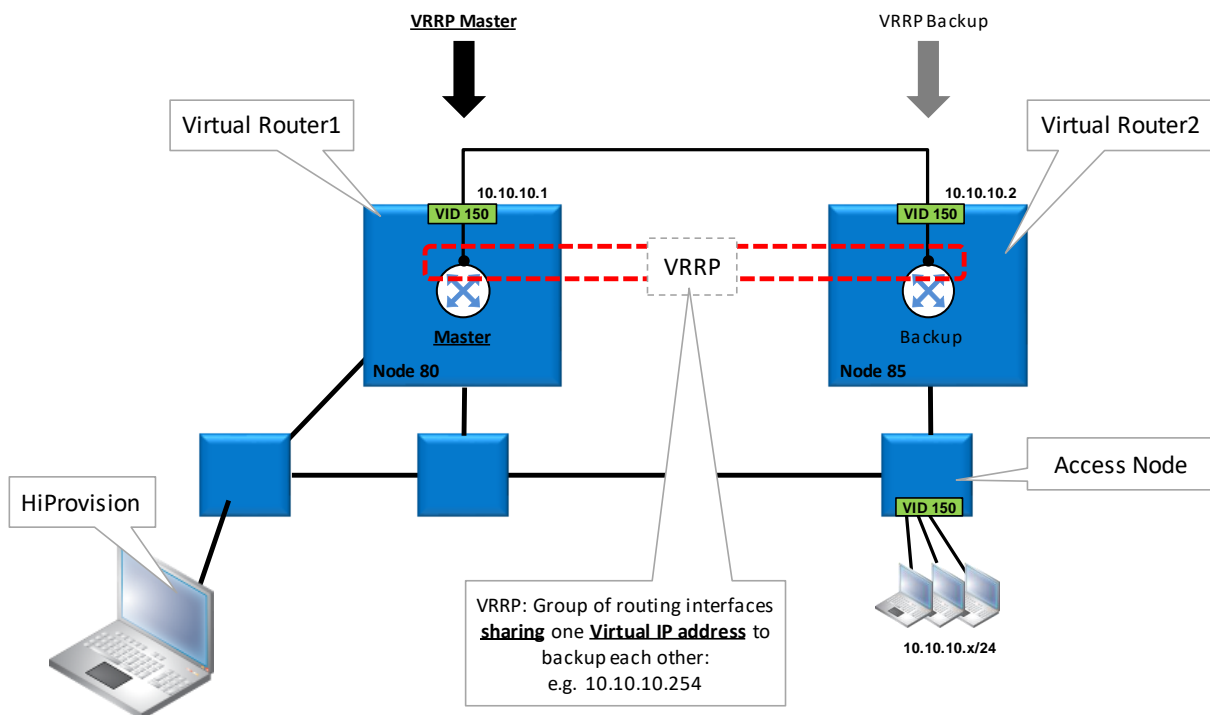 VRRP Master
VRRP Backup
Virtual Router1
Virtual Router2
10.10.10.1
10.10.10.2
VID 150
VID 150
VRRP
Master
Backup
Node 80
Node 85
Access Node
HiProvision
VID 150
VRRP: Group of routing interfaces
sharing one Virtual IP address to
backup each other:
e.g. 10.10.10.254
10.10.10.x/24